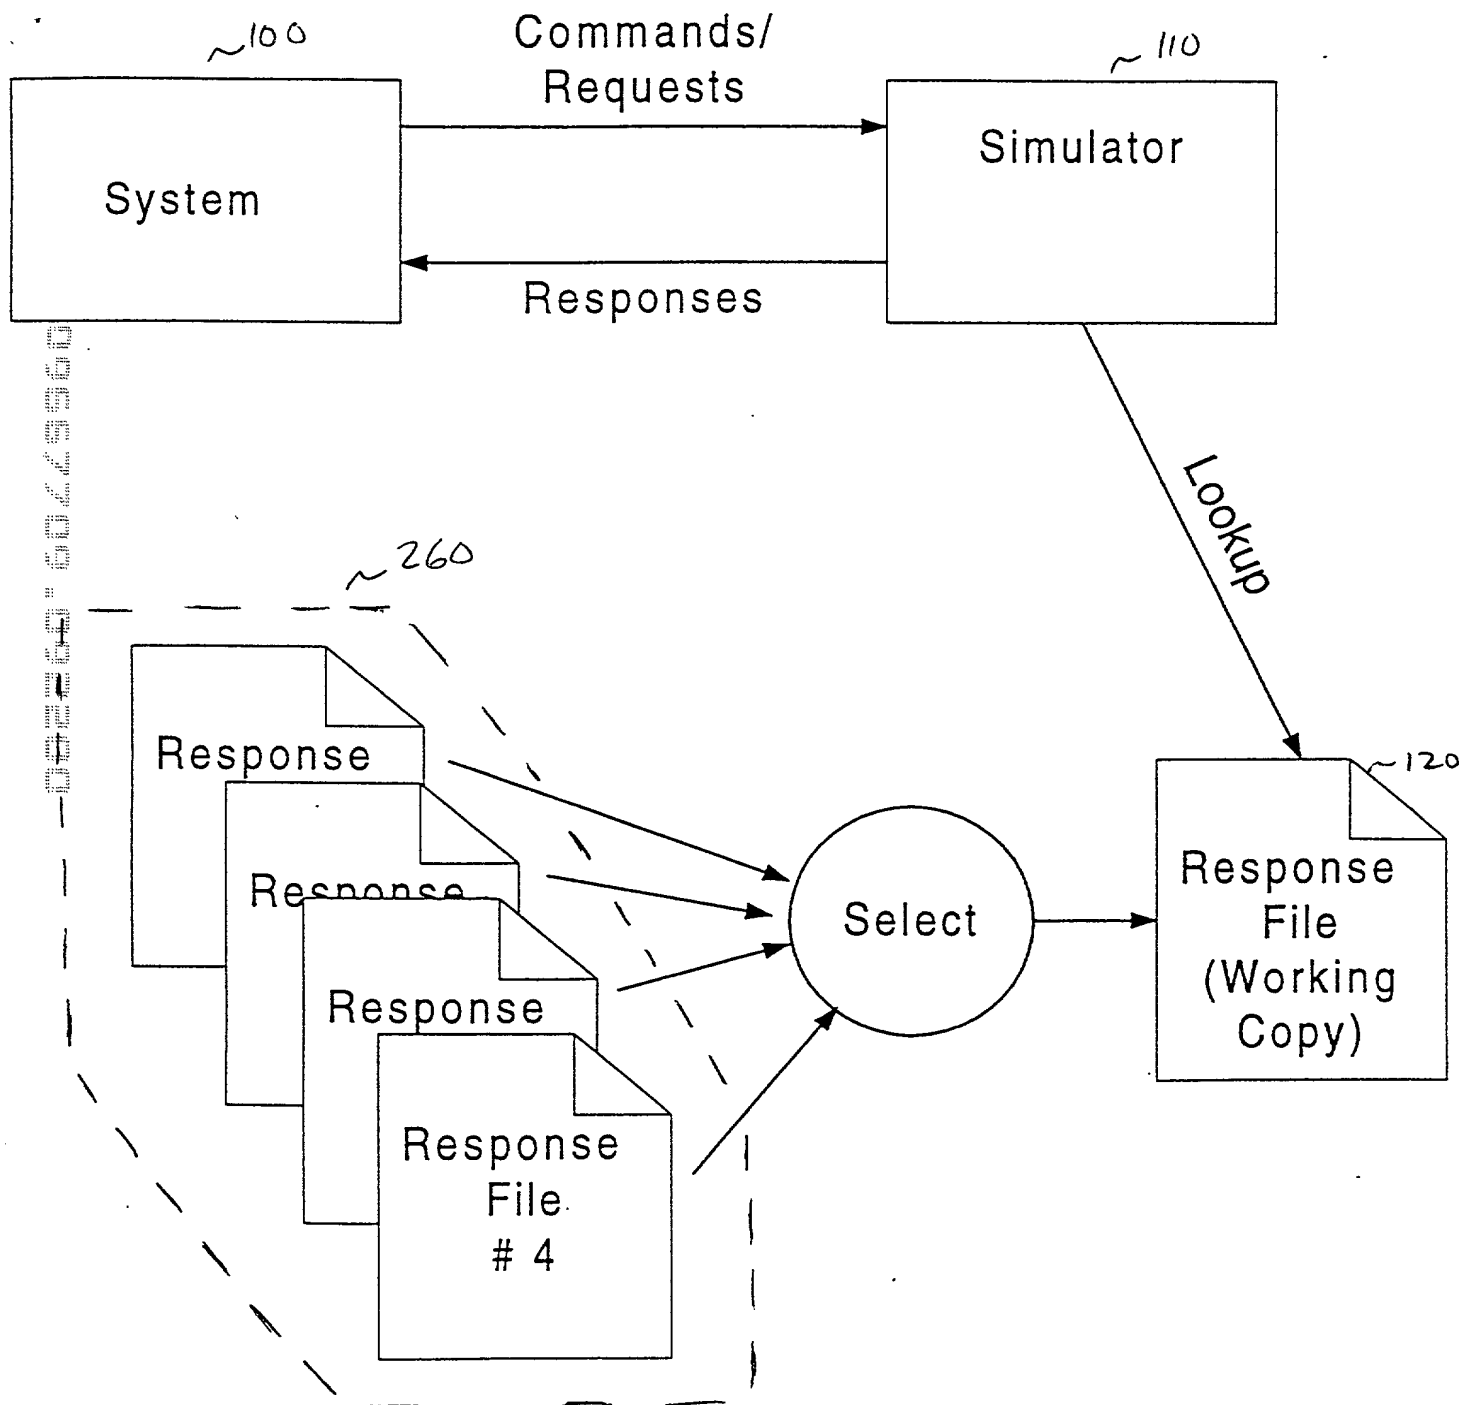 ~100
Commands/
Requests
~110
System
Simulator
Responses
Lookup
~260
Response
Response
Response
Response
File
# 4
Select
~120
Response
File
(Working
Copy)